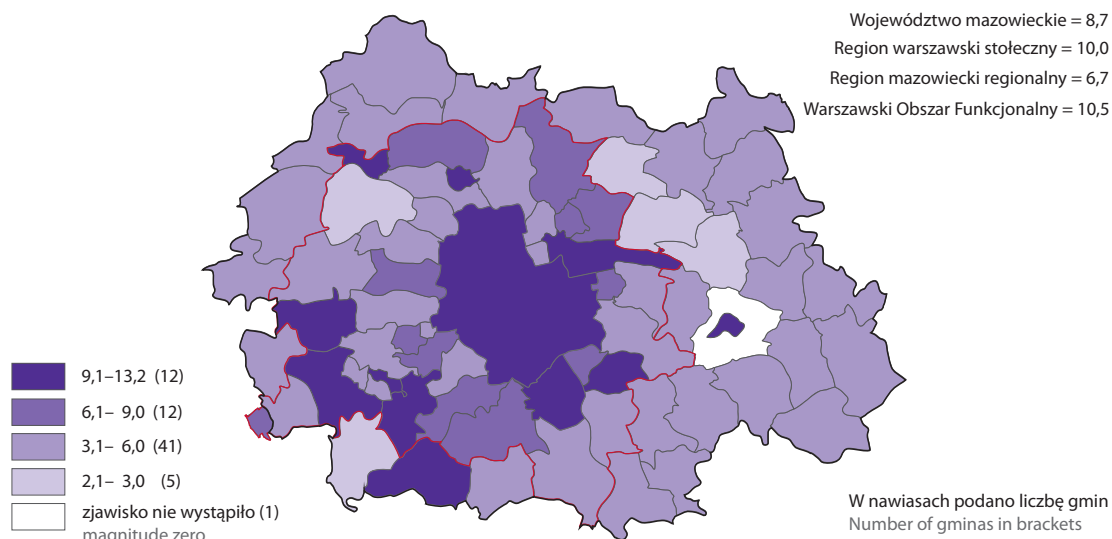 Województwo mazowieckie = 8,7
Region warszawski stołeczny = 10,0
Region mazowiecki regionalny = 6,7
Warszawski Obszar Funkcjonalny = 10,5
9,1–13,2 (12)
6,1– 9,0 (12)
3,1– 6,0 (41)
2,1– 3,0 (5)
zjawisko nie wystąpiło (1)
magnitude zero
W nawiasach podano liczbę gmin
Number of gminas in brackets